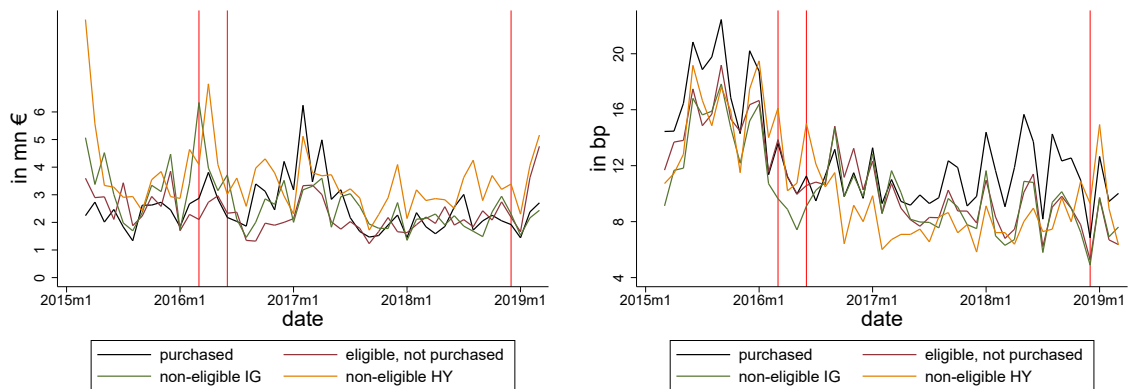 in mn €
6
5
4
3
2
1
0
2015m1 2016m1 2017m1 2018m1 2019m1
date
purchased eligible, not purchased
non-eligible IG non-eligible HY
in bp
20
16
12
8
4
2015m1 2016m1 2017m1 2018m1 2019m1
date
purchased eligible, not purchased
non-eligible IG non-eligible HY